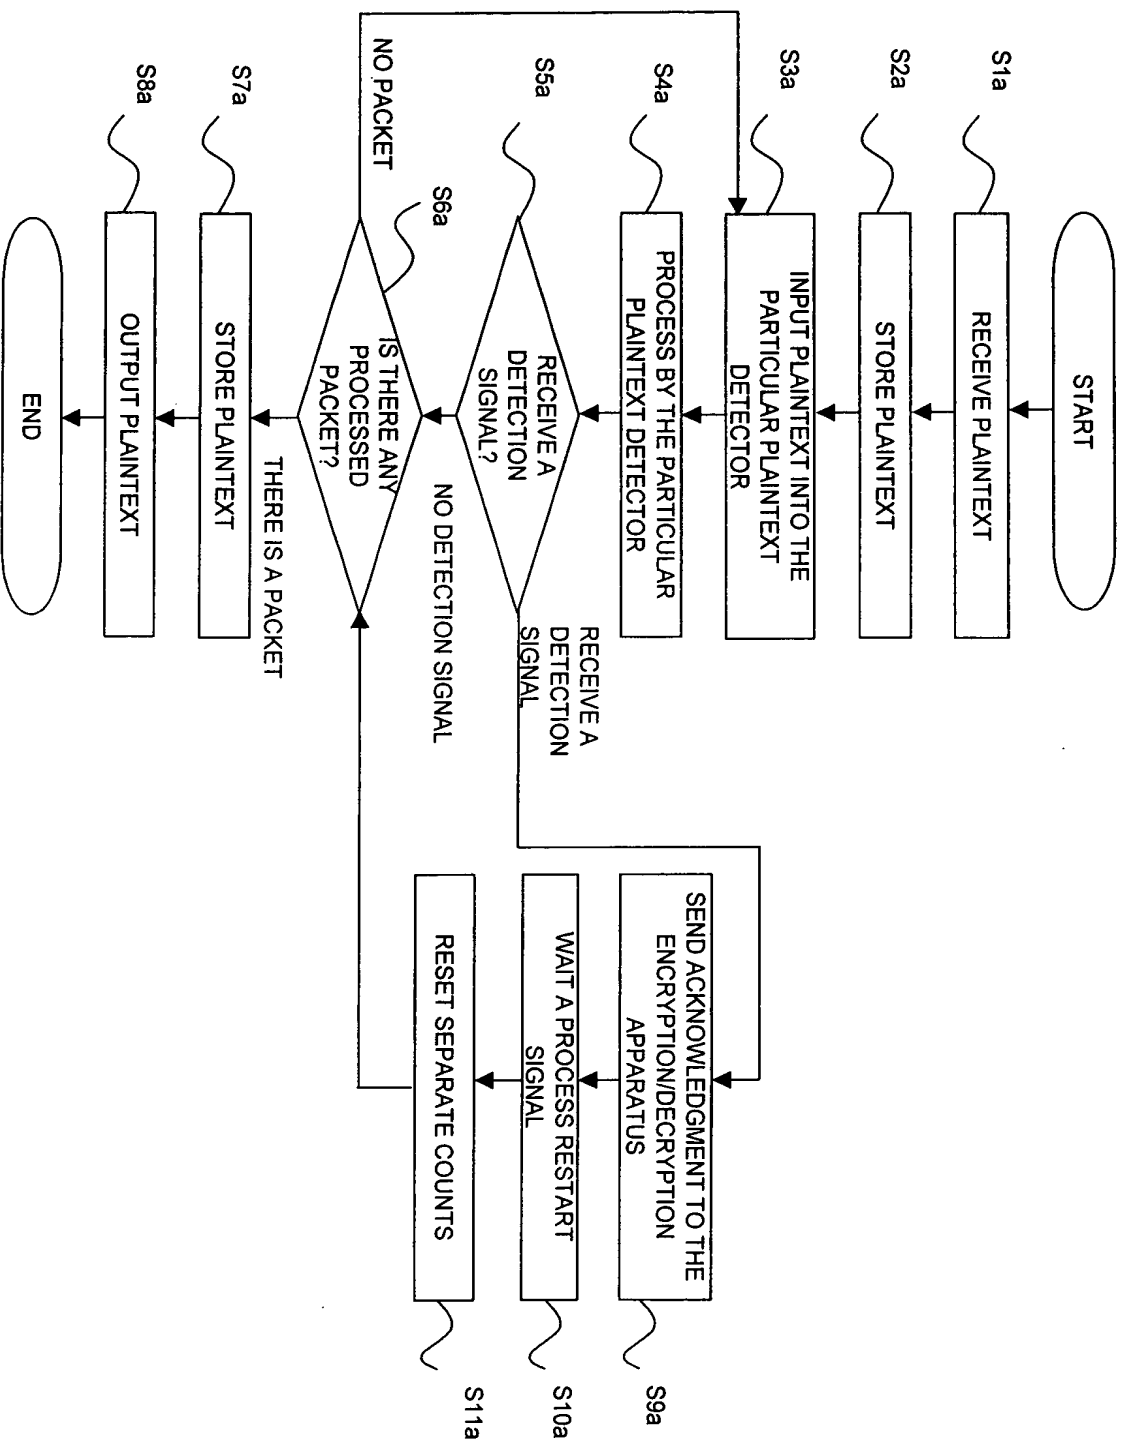 START
S1a
RECEIVE PLAINTEXT
S2a
STORE PLAINTEXT
S3a
INPUT PLAINTEXT INTO THE
PARTICULAR PLAINTEXT
DETECTOR
S4a
PROCESS BY THE PARTICULAR
PLAINTEXT DETECTOR
S5a
RECEIVE A
DETECTION
SIGNAL?
RECEIVE A
DETECTION
SIGNAL
NO DETECTION SIGNAL
S6a
IS THERE ANY
PROCESSED
PACKET?
NO PACKET
THERE IS A PACKET
S7a
STORE PLAINTEXT
S8a
OUTPUT PLAINTEXT
END
SEND ACKNOWLEDGMENT TO THE
ENCRYPTION/DECRYPTION
APPARATUS
S9a
WAIT A PROCESS RESTART
SIGNAL
S10a
RESET SEPARATE COUNTS
S11a